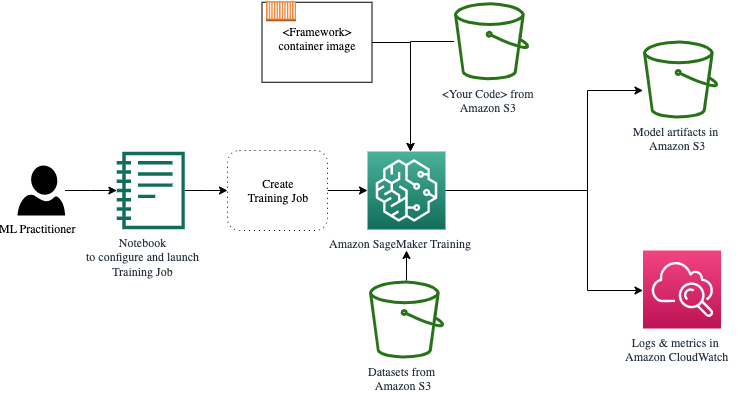 <Framework>
container image
<Your Code> from
Amazon S3
Model artifacts in
Amazon S3
Create
Training Job
ML Practitioner
Notebook
to configure and launch
Training Job
Amazon SageMaker Training
Logs & metrics in
Amazon CloudWatch
Datasets from
Amazon S3